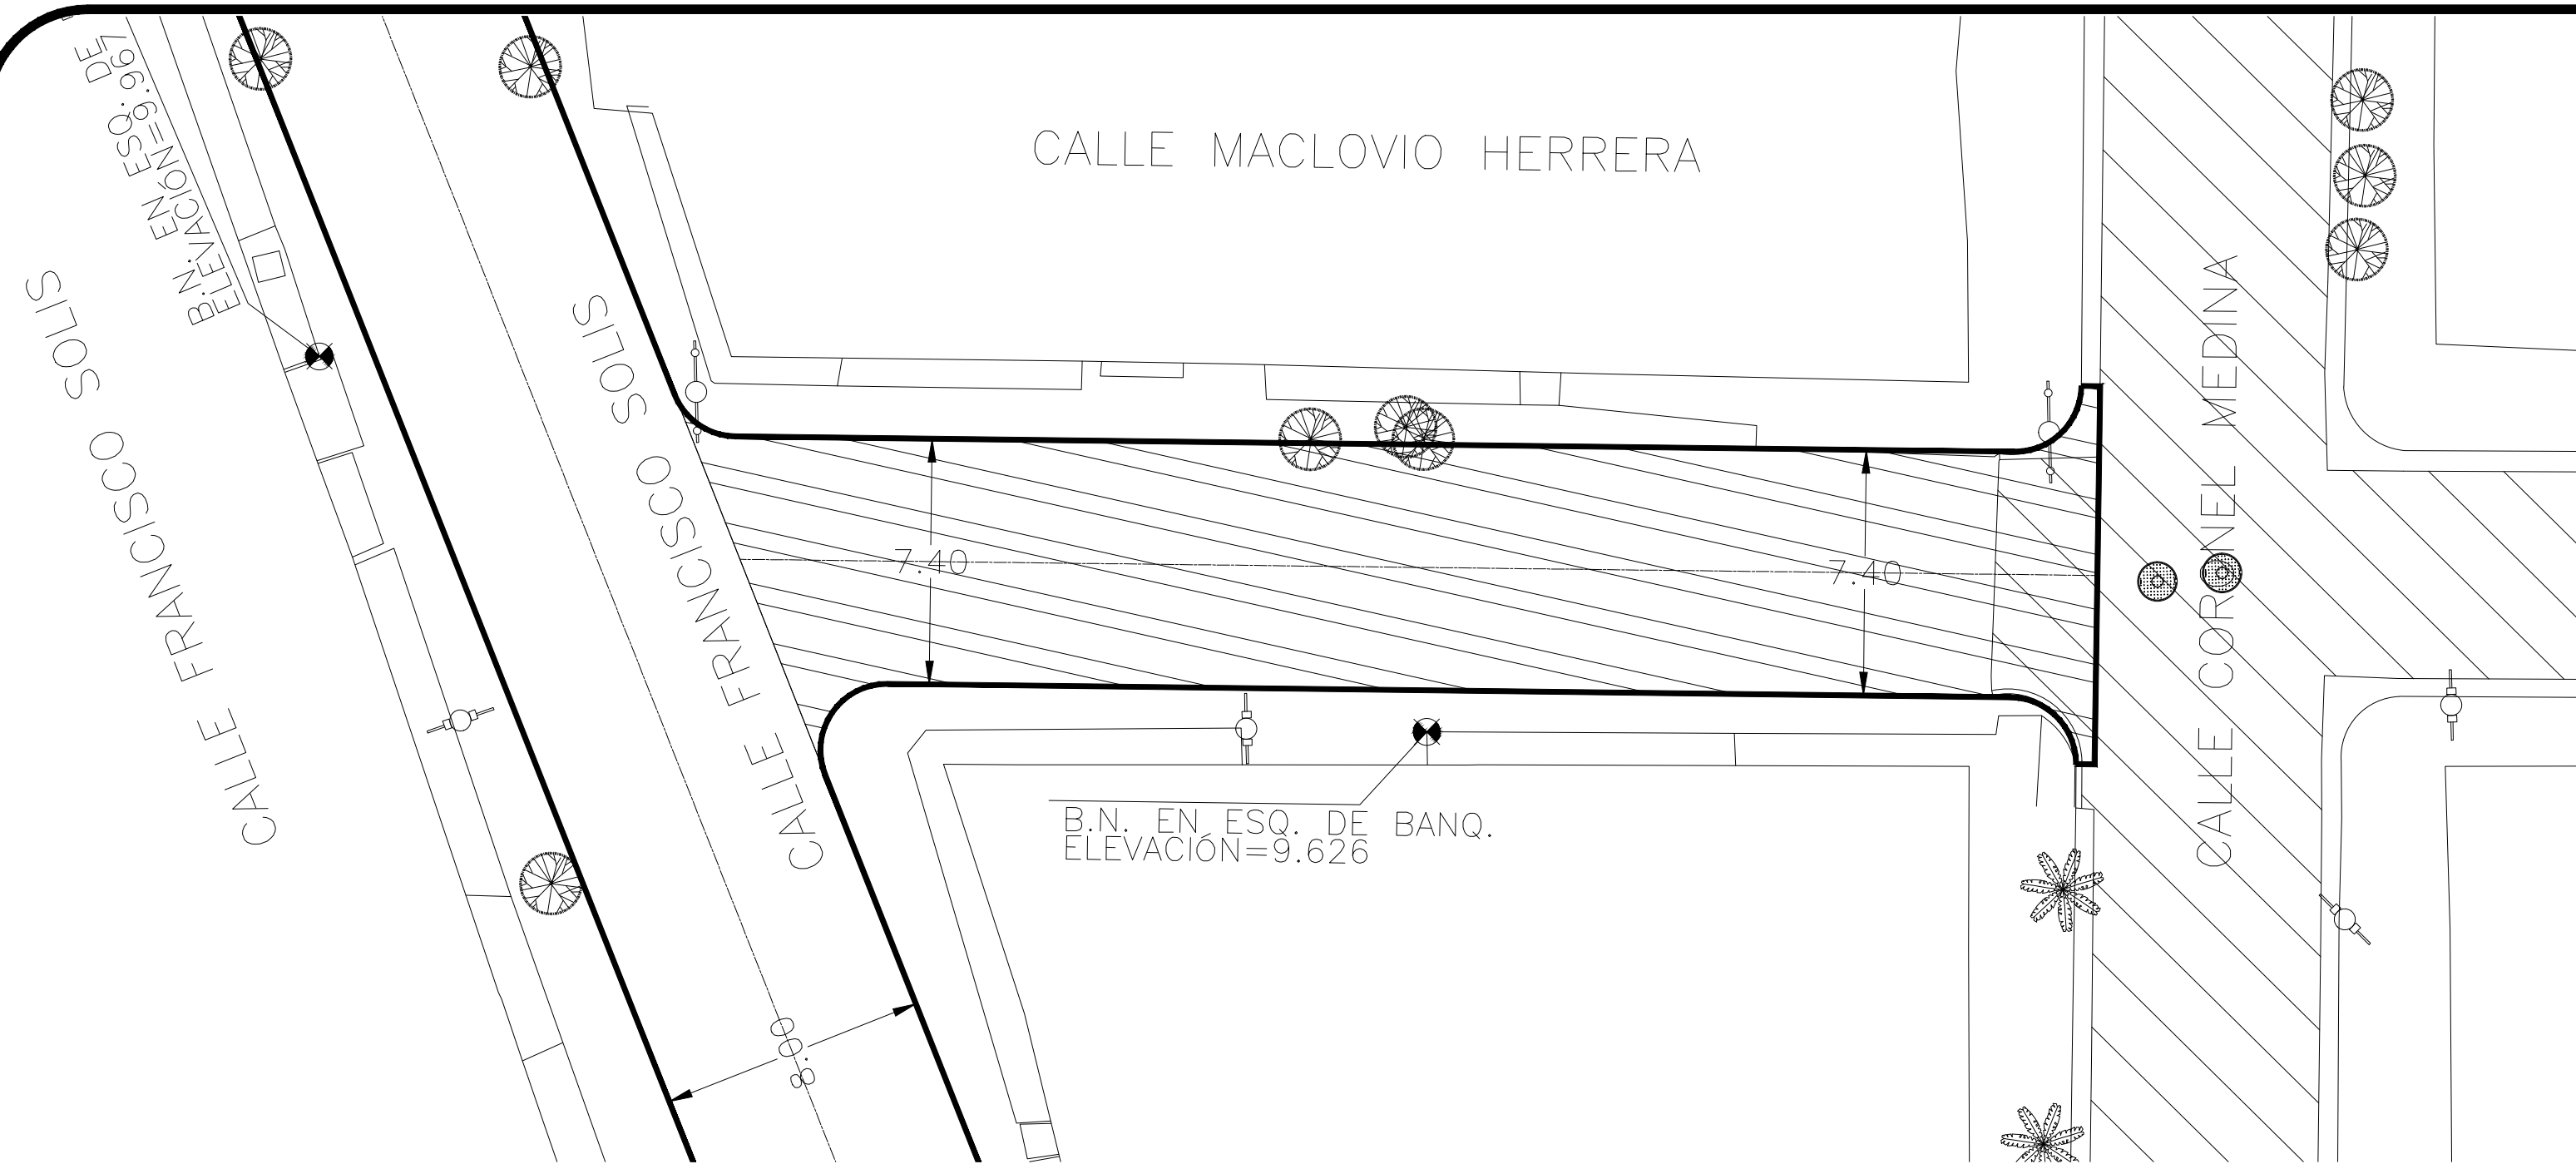 B.N. EN ESQ. DE
ELEVACIÓN=9.967
CALLE MACLOVIO HERRERA
CALLE FRANCISCO SOLIS
CALLE FRANCISCO SOLIS
CALLE CORONEL MEDINA
7.40
7.40
B.N. EN ESQ. DE BANQ.
ELEVACIÓN=9.626
8.00